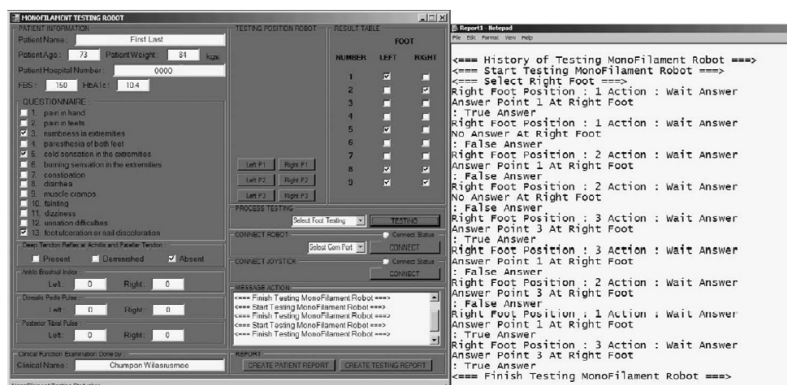 MONOFILAMENT TESTING ROBOT
PATIENT INFORMATION
Patient Name : First Last
Patient Age : 73 Patient Weight : 84 kgs.
Patient Hospital Number : 0000
FBS : 150 HbA1c : 10.4
QUESTIONNAIRE :
1. pain in hand
2. pain in feets
3. numbness in extremities
4. paresthesia of both feet
5. cold sensation in the extremities
6. burning sensation in the extremities
7. constipation
8. diarrhea
9. muscle cramps
10. fainting
11. dizziness
12. urination difficulties
13. foot ulceration or nail discoloration
Deep Tendon Reflex at Achilis and Patellar Tendon :
Present Deminished Absent
Ankle Brachial Index :
Left : 0 Right : 0
Dorsalis Pedis Pulse :
Left : 0 Right : 0
Posterior Tibial Pulse :
Left : 0 Right : 0
Clinical Function Examination Done by :
Clinical Name : Chumpon Wilasrusmee
TESTING POSITION ROBOT
Left P1 Right P1
Left P2 Right P2
Left P3 Right P3
RESULT TABLE
FOOT
NUMBER LEFT RIGHT
1
2
3
4
5
6
7
8
9
PROCESS TESTING
Select Foot Testing TESTING
CONNECT ROBOT
Connect Status
Select Com Port CONNECT
CONNECT JOYSTICK
Connect Status
CONNECT
MESSAGE ACTION
<=== Finish Testing MonoFilament Robot ===>
<=== Start Testing MonoFilament Robot ===>
<=== Finish Testing MonoFilament Robot ===>
<=== Start Testing MonoFilament Robot ===>
<=== Finish Testing MonoFilament Robot ===>
REPORT
CREATE PATIENT REPORT CREATE TESTING REPORT
Report1 - Notepad
File Edit Format View Help
<=== History of Testing MonoFilament Robot ===>
<=== Start Testing MonoFilament Robot ===>
<=== Select Right Foot ===>
Right Foot Position : 1 Action : Wait Answer
Answer Point 1 At Right Foot
: True Answer
Right Foot Position : 1 Action : Wait Answer
No Answer At Right Foot
: False Answer
Right Foot Position : 2 Action : Wait Answer
Answer Point 1 At Right Foot
: False Answer
Right Foot Position : 2 Action : Wait Answer
No Answer At Right Foot
: False Answer
Right Foot Position : 3 Action : Wait Answer
Answer Point 3 At Right Foot
: True Answer
Right Foot Position : 3 Action : Wait Answer
Answer Point 1 At Right Foot
: False Answer
Right Foot Position : 2 Action : Wait Answer
Answer Point 3 At Right Foot
: False Answer
Right Foot Position : 1 Action : Wait Answer
Answer Point 1 At Right Foot
: True Answer
Right Foot Position : 3 Action : Wait Answer
Answer Point 3 At Right Foot
: True Answer
<=== Finish Testing MonoFilament Robot ===>